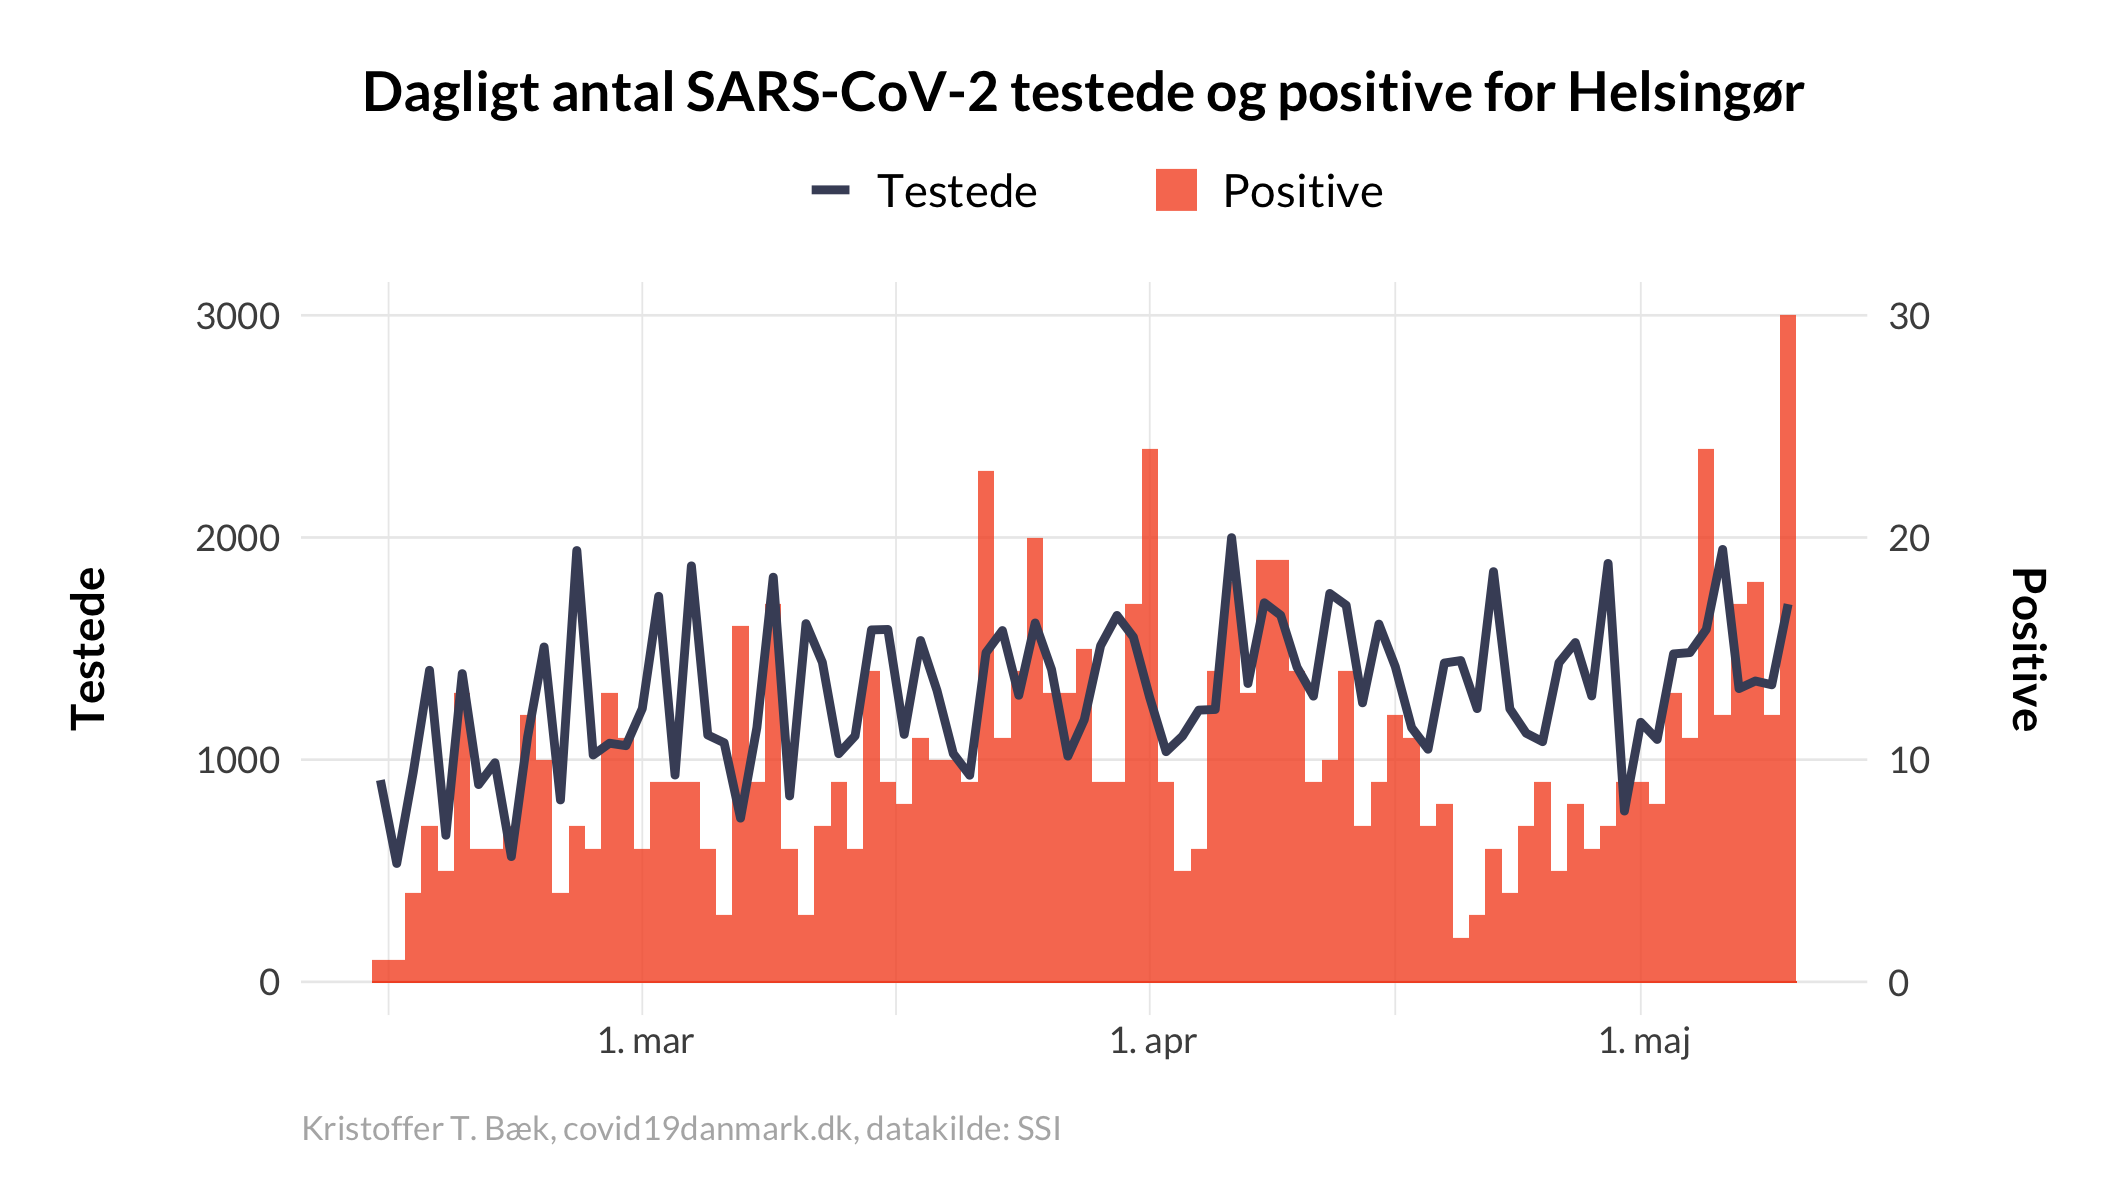 Dagligt antal SARS-CoV-2 testede og positive for Helsingør
Testede Positive
3000 30
2000 20
1000 10
0 0
Testede
Positive
1. mar 1. apr 1. maj
Kristoffer T. Bæk, covid19danmark.dk, datakilde: SSI